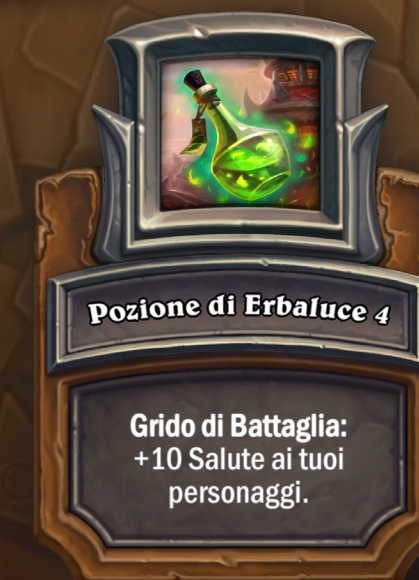 Pozione di Erbaluce 4
Grido di Battaglia:
+10 Salute ai tuoi
personaggi.